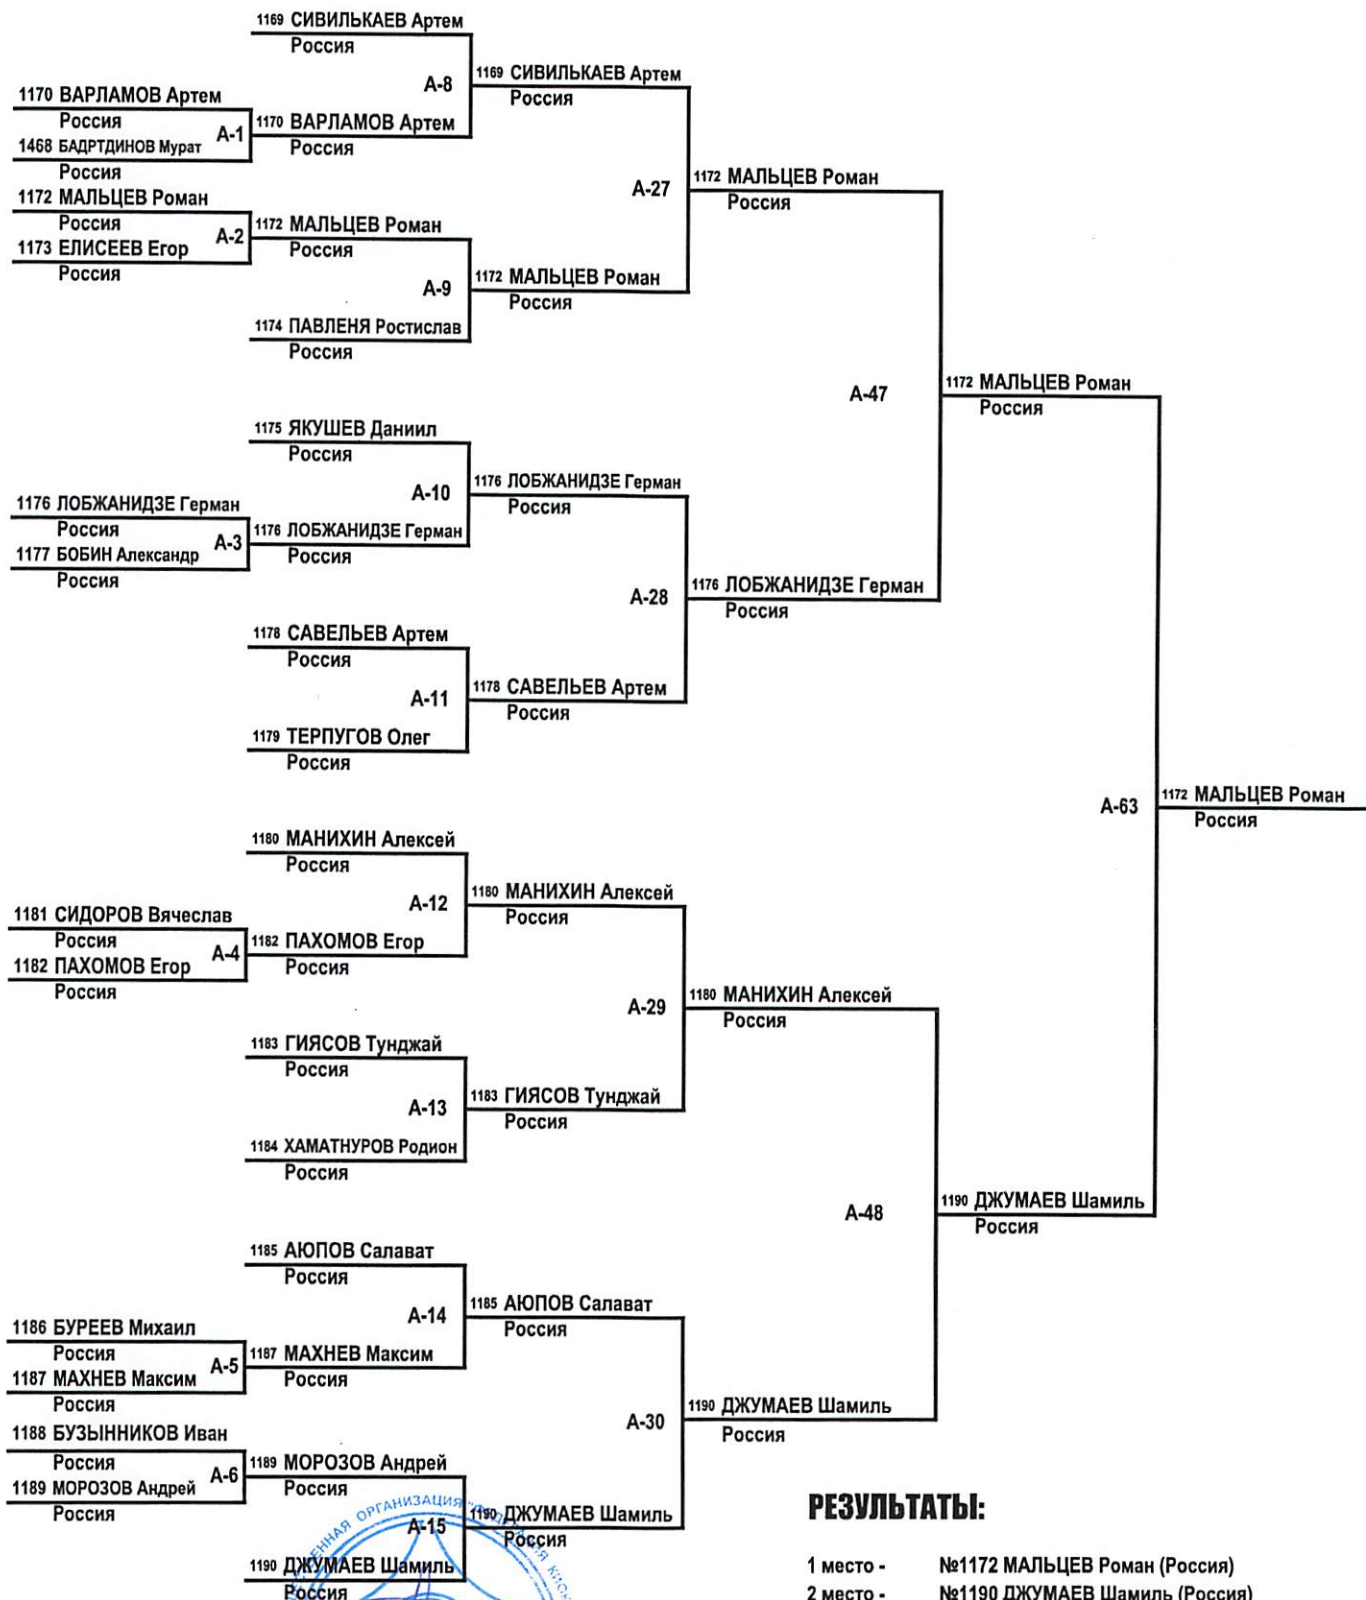 1169 СИВИЛЬКАЕВ Артем
Россия
А-8
1169 СИВИЛЬКАЕВ Артем
Россия
1170 ВАРЛАМОВ Артем
Россия
А-1
1170 ВАРЛАМОВ Артем
Россия
1468 БАДРТДИНОВ Мурат
Россия
А-27
1172 МАЛЬЦЕВ Роман
Россия
1172 МАЛЬЦЕВ Роман
Россия
А-2
1172 МАЛЬЦЕВ Роман
Россия
1173 ЕЛИСЕЕВ Егор
Россия
А-9
1172 МАЛЬЦЕВ Роман
Россия
1174 ПАВЛЕНЯ Ростислав
Россия
А-47
1172 МАЛЬЦЕВ Роман
Россия
1175 ЯКУШЕВ Даниил
Россия
А-10
1176 ЛОБЖАНИДЗЕ Герман
Россия
1176 ЛОБЖАНИДЗЕ Герман
Россия
А-3
1176 ЛОБЖАНИДЗЕ Герман
Россия
1177 БОБИН Александр
Россия
А-28
1176 ЛОБЖАНИДЗЕ Герман
Россия
1178 САВЕЛЬЕВ Артем
Россия
А-11
1178 САВЕЛЬЕВ Артем
Россия
1179 ТЕРПУГОВ Олег
Россия
А-63
1172 МАЛЬЦЕВ Роман
Россия
1180 МАНИХИН Алексей
Россия
А-12
1180 МАНИХИН Алексей
Россия
1181 СИДОРОВ Вячеслав
Россия
А-4
1182 ПАХОМОВ Егор
Россия
1182 ПАХОМОВ Егор
Россия
А-29
1180 МАНИХИН Алексей
Россия
1183 ГИЯСОВ Тунджай
Россия
А-13
1183 ГИЯСОВ Тунджай
Россия
1184 ХАМАТНУРОВ Родион
Россия
А-48
1190 ДЖУМАЕВ Шамиль
Россия
1185 АЮПОВ Салават
Россия
А-14
1185 АЮПОВ Салават
Россия
1186 БУРЕЕВ Михаил
Россия
А-5
1187 МАХНЕВ Максим
Россия
1187 МАХНЕВ Максим
Россия
А-30
1190 ДЖУМАЕВ Шамиль
Россия
1188 БУЗЫННИКОВ Иван
Россия
А-6
1189 МОРОЗОВ Андрей
Россия
1189 МОРОЗОВ Андрей
Россия
А-15
1190 ДЖУМАЕВ Шамиль
Россия
1190 ДЖУМАЕВ Шамиль
Россия
ОРГАНИЗАЦИЯ
РЕЗУЛЬТАТЫ:
1 место - №1172 МАЛЬЦЕВ Роман (Россия)
2 место - №1190 ДЖУМАЕВ Шамиль (Россия)